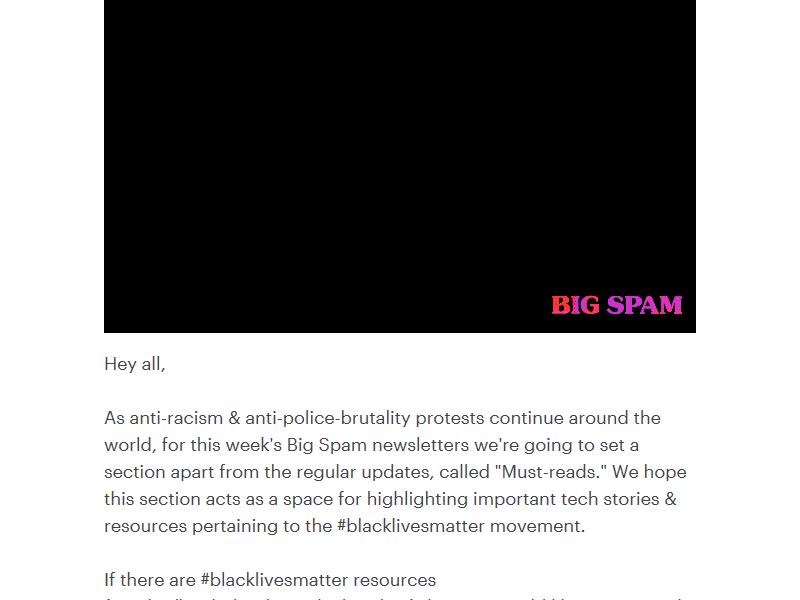 BIG SPAM
Hey all,
As anti-racism & anti-police-brutality protests continue around the
world, for this week's Big Spam newsletters we're going to set a
section apart from the regular updates, called "Must-reads." We hope
this section acts as a space for highlighting important tech stories &
resources pertaining to the #blacklivesmatter movement.
If there are #blacklivesmatter resources